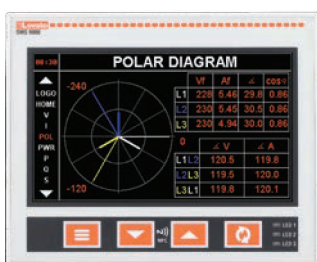 Lovato
DMG 9000
08:30
POLAR DIAGRAM
LOGO
HOME
V
I
POL
PWR
P
Q
S
-240
-120
Vf Af ∠ cosφ
L1 228 5.46 29.8 0.86
L2 230 5.45 30.5 0.86
L3 230 4.94 30.0 0.86
0
∠ V ∠ A
L1L2 120.5 119.8
L2L3 119.5 120.0
L3L1 119.8 120.1
NFC
LED 1
LED 2
LED 3